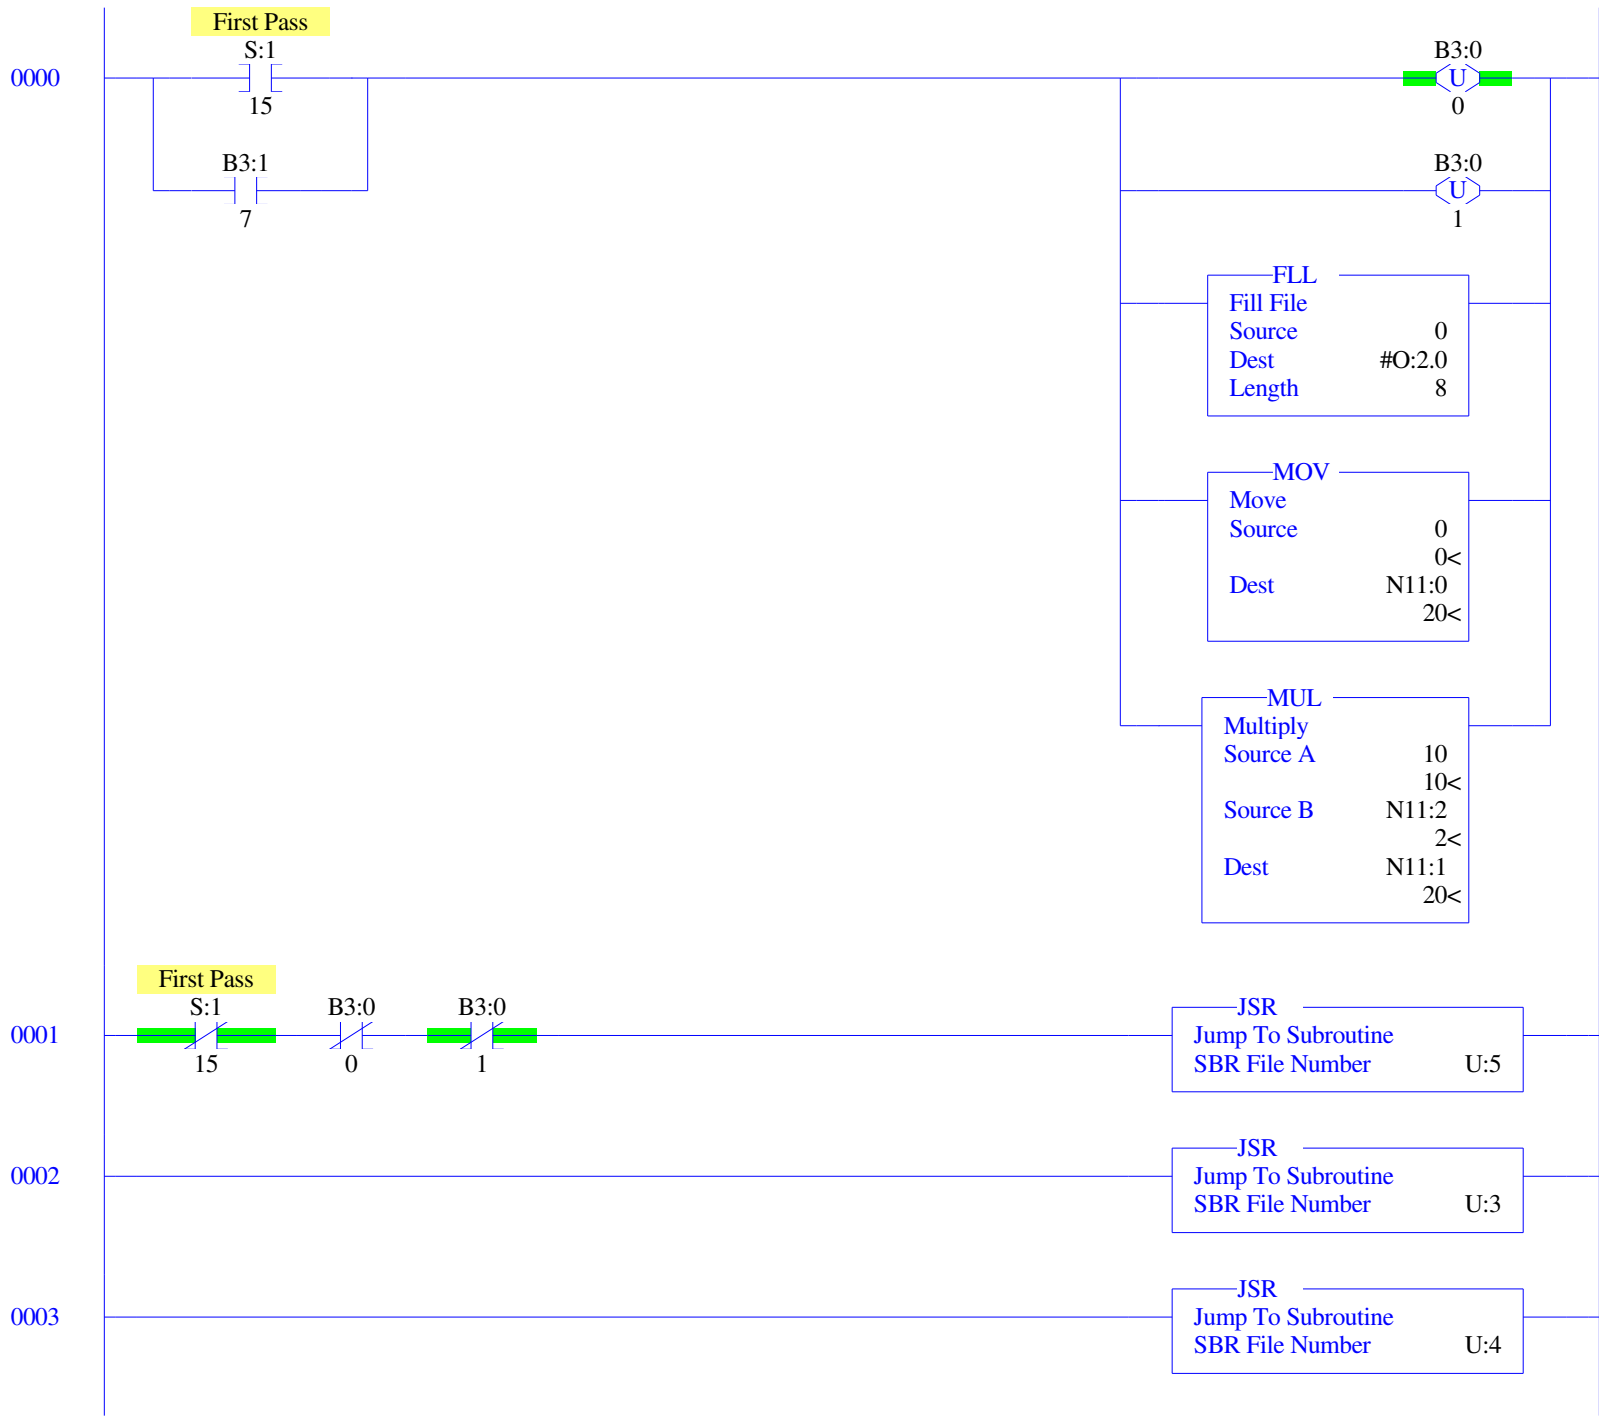 First Pass
S:1
B3:0
0000
U
15
0
B3:1
B3:0
U
7
1
FLL
Fill File
Source 0
Dest #O:2.0
Length 8
MOV
Move
Source 0
0<
Dest N11:0
20<
MUL
Multiply
Source A 10
10<
Source B N11:2
2<
Dest N11:1
20<
First Pass
S:1 B3:0 B3:0
JSR
0001
Jump To Subroutine
15 0 1
SBR File Number U:5
JSR
0002
Jump To Subroutine
SBR File Number U:3
JSR
0003
Jump To Subroutine
SBR File Number U:4